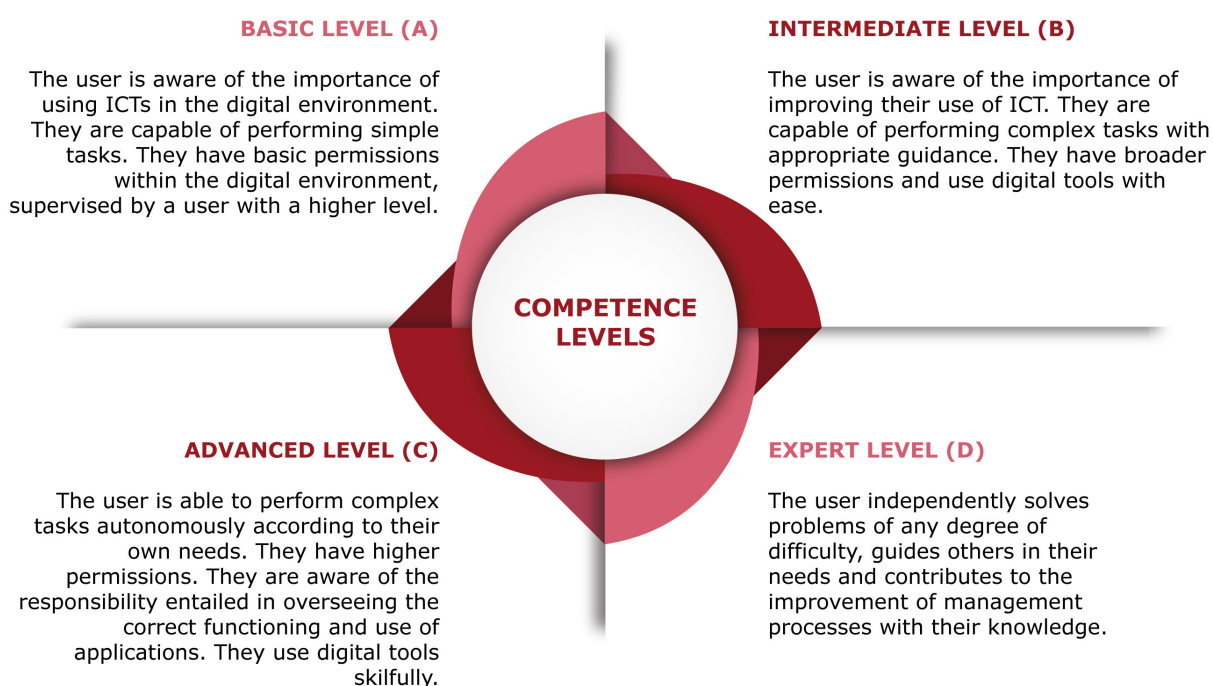 BASIC LEVEL (A)
The user is aware of the importance of
using ICTs in the digital environment.
They are capable of performing simple
tasks. They have basic permissions
within the digital environment,
supervised by a user with a higher level.
INTERMEDIATE LEVEL (B)
The user is aware of the importance of
improving their use of ICT. They are
capable of performing complex tasks with
appropriate guidance. They have broader
permissions and use digital tools with
ease.
COMPETENCE
LEVELS
ADVANCED LEVEL (C)
The user is able to perform complex
tasks autonomously according to their
own needs. They have higher
permissions. They are aware of the
responsibility entailed in overseeing the
correct functioning and use of
applications. They use digital tools
skilfully.
EXPERT LEVEL (D)
The user independently solves
problems of any degree of
difficulty, guides others in their
needs and contributes to the
improvement of management
processes with their knowledge.